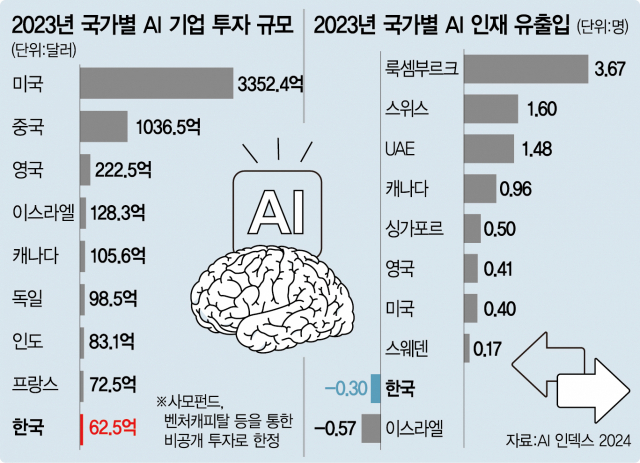 2023년 국가별 AI 기업 투자 규모
(단위:달러)
미국 3352.4억
중국 1036.5억
영국 222.5억
이스라엘 128.3억
캐나다 105.6억
독일 98.5억
인도 83.1억
프랑스 72.5억
한국 62.5억
※사모펀드,
벤처캐피탈 등을 통한
비공개 투자로 한정
AI
2023년 국가별 AI 인재 유출입 (단위:명)
룩셈부르크 3.67
스위스 1.60
UAE 1.48
캐나다 0.96
싱가포르 0.50
영국 0.41
미국 0.40
스웨덴 0.17
-0.30 한국
-0.57 이스라엘
자료:AI 인덱스 2024